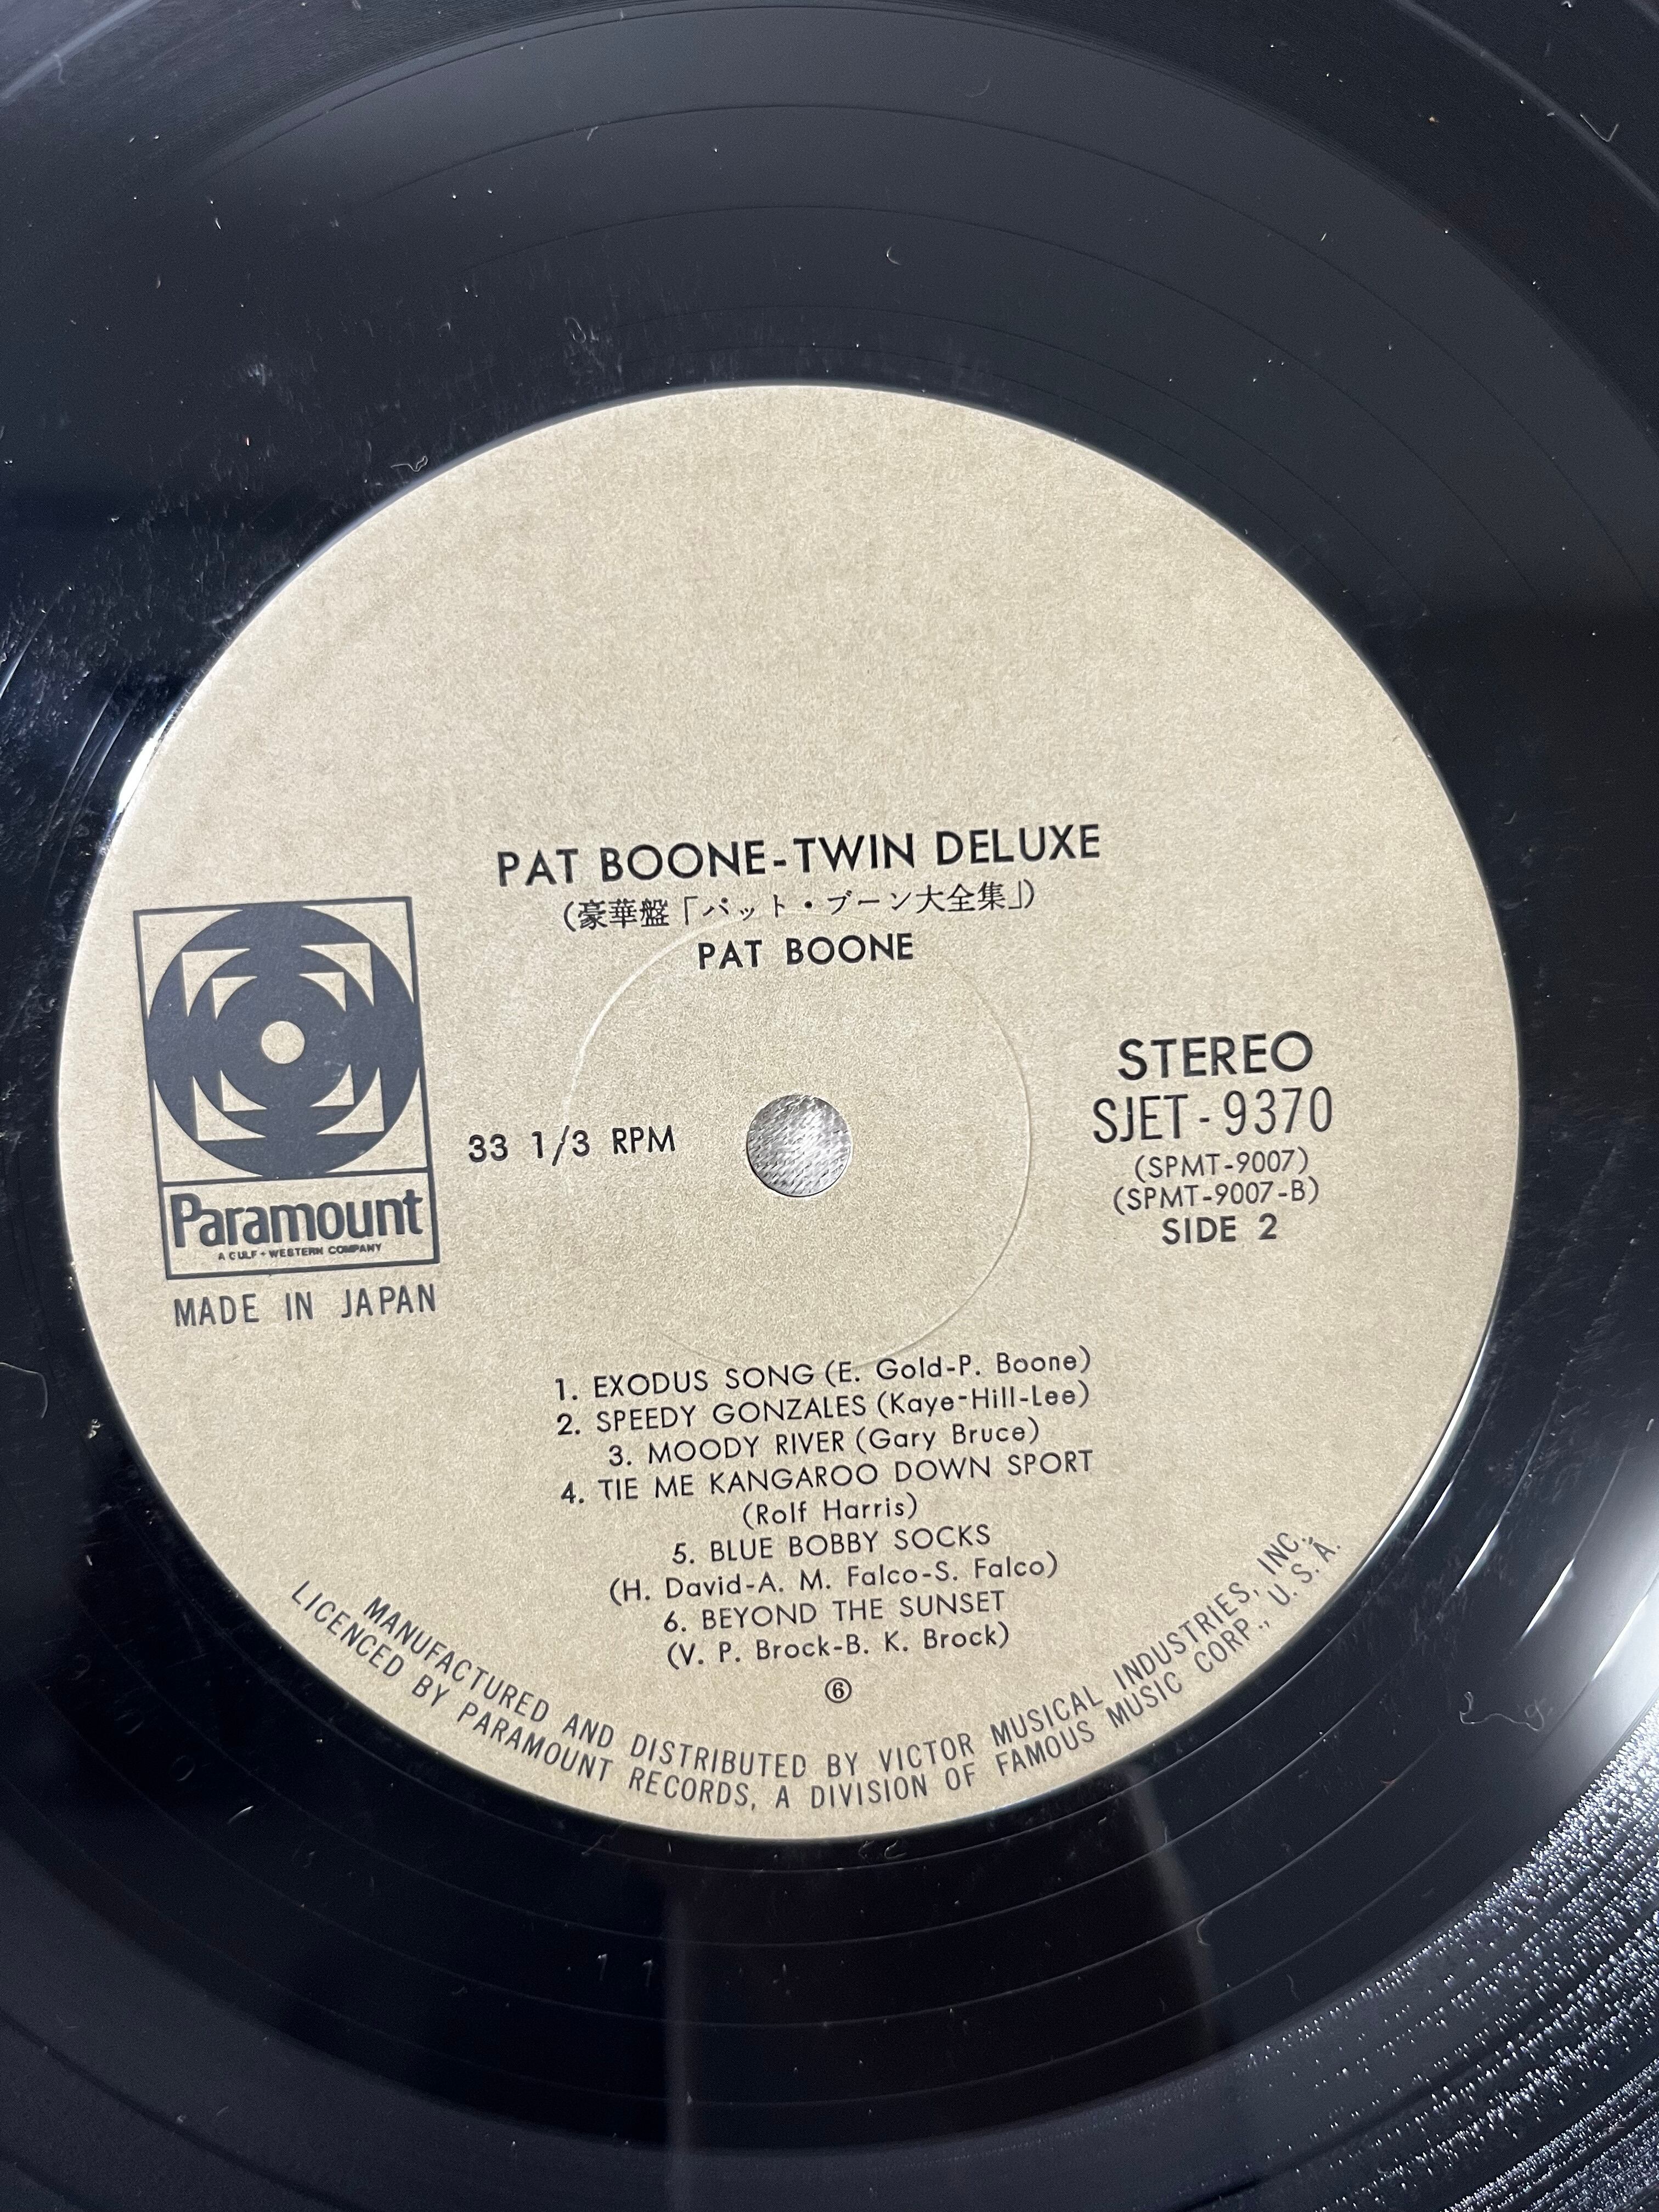 PAT BOONE-TWIN DELUXE
(豪華盤「パット・ブーン大全集」)
PAT BOONE
Paramount
A GULF+WESTERN COMPANY
MADE IN JAPAN
33 1/3 RPM
STEREO
SJET-9370
(SPMT-9007)
(SPMT-9007-B)
SIDE 2
1. EXODUS SONG (E. Gold-P. Boone)
2. SPEEDY GONZALES (Kaye-Hill-Lee)
3. MOODY RIVER (Gary Bruce)
4. TIE ME KANGAROO DOWN SPORT
(Rolf Harris)
5. BLUE BOBBY SOCKS
(H. David-A. M. Falco-S. Falco)
6. BEYOND THE SUNSET
(V. P. Brock-B. K. Brock)
⑥
MANUFACTURED AND DISTRIBUTED BY VICTOR MUSICAL INDUSTRIES, INC.,
LICENCED BY PARAMOUNT RECORDS, A DIVISION OF FAMOUS MUSIC CORP., U.S.A.